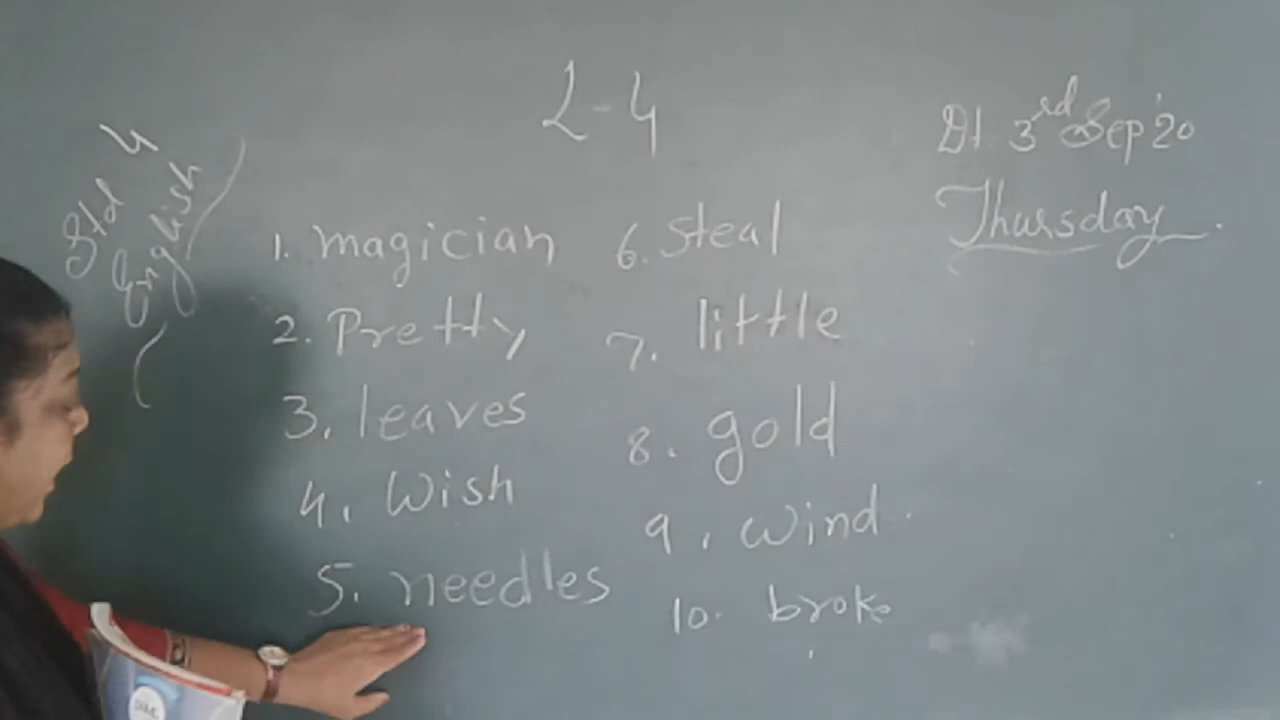 L-4
Dt 3rd Sep'20
Thursday.
Std 4
English
1. magician
2. Pretty
3. leaves
4. Wish
5. needles
6. Steal
7. little
8. gold
9. wind.
10. broke